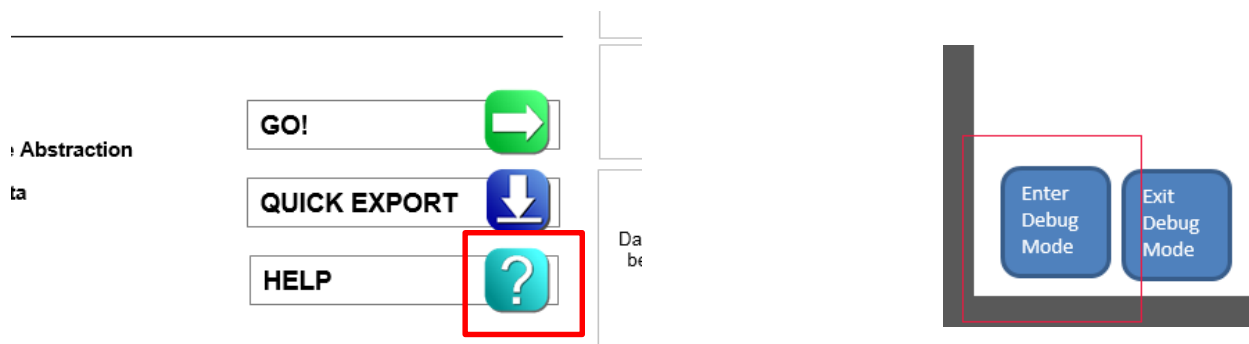 GO!
Abstraction
ta
QUICK EXPORT
Da
be
HELP
?
Enter
Debug
Mode
Exit
Debug
Mode